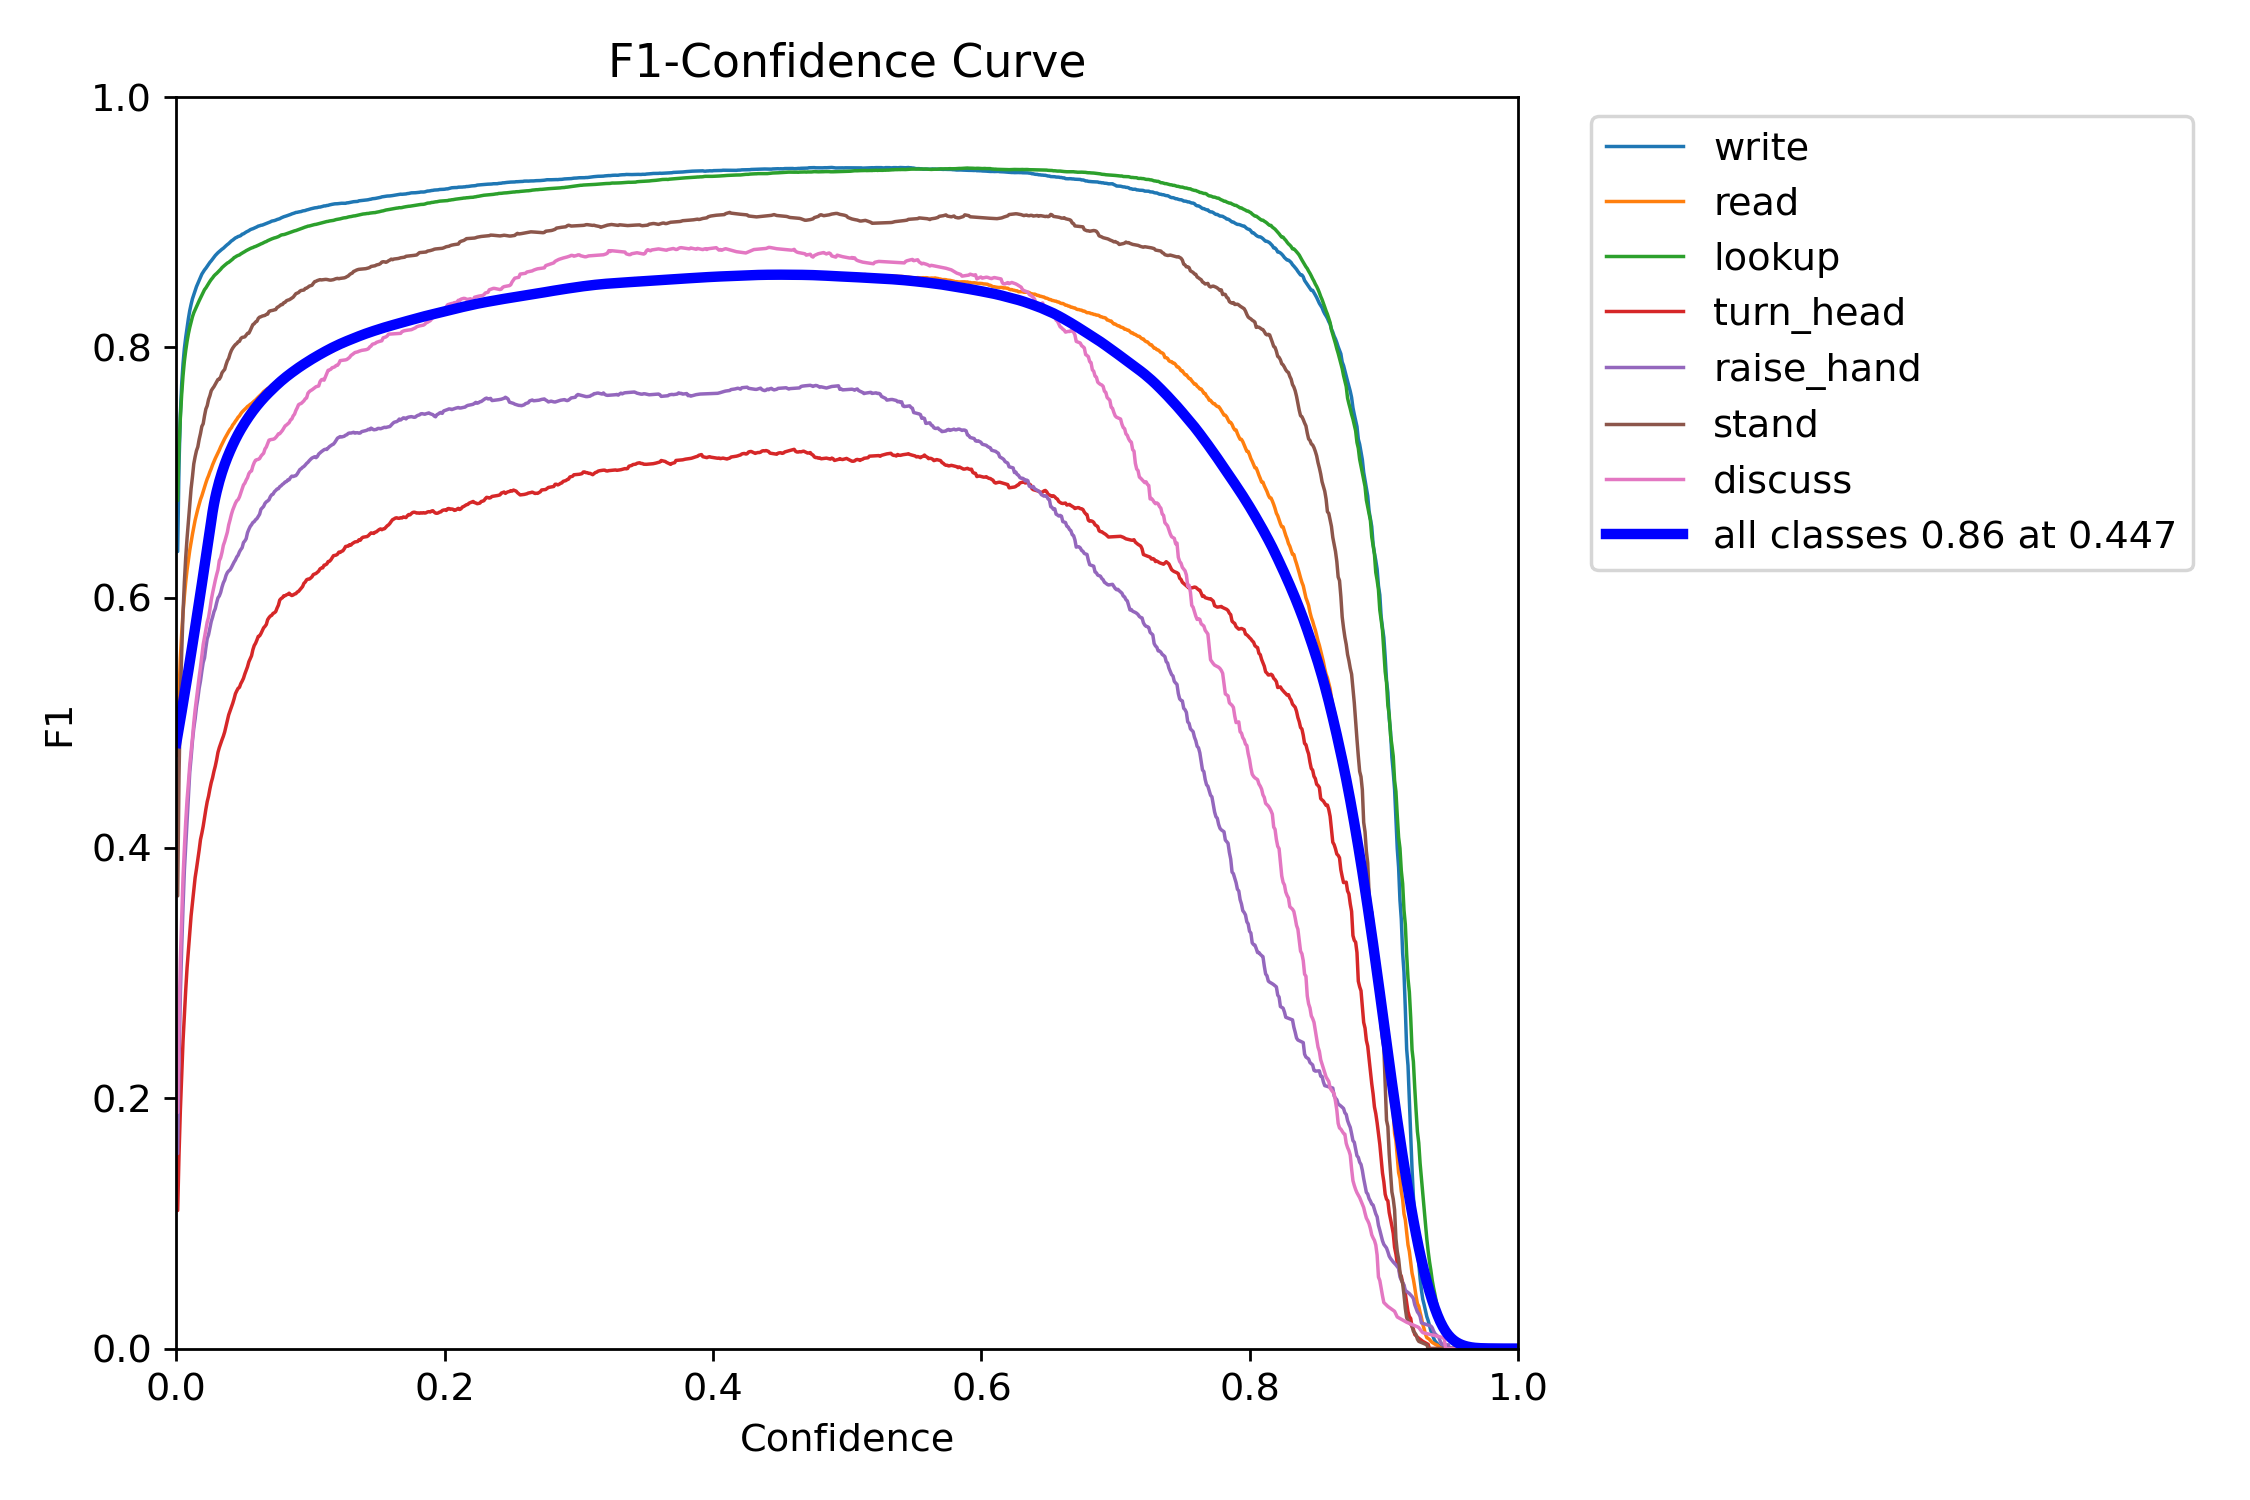 F1-Confidence Curve
1.0
0.8
0.6
0.4
0.2
0.0
F1
0.0 0.2 0.4 0.6 0.8 1.0
Confidence
write
read
lookup
turn_head
raise_hand
stand
discuss
all classes 0.86 at 0.447